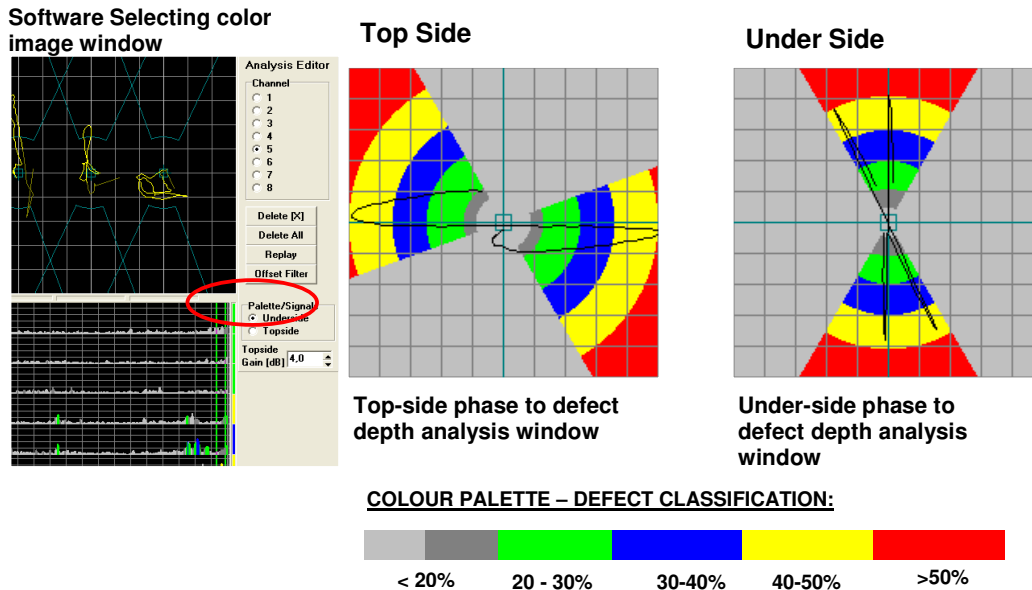 Software Selecting color
image window
Analysis Editor
Channel
1
2
3
4
5
6
7
8
Delete [X]
Delete All
Replay
Offset Filter
Palette/Signals
Underside
Topside
Topside
Gain [dB] 4,0
Top Side
Under Side
Top-side phase to defect
depth analysis window
Under-side phase to
defect depth analysis
window
COLOUR PALETTE – DEFECT CLASSIFICATION:
< 20% 20 - 30% 30-40% 40-50% >50%